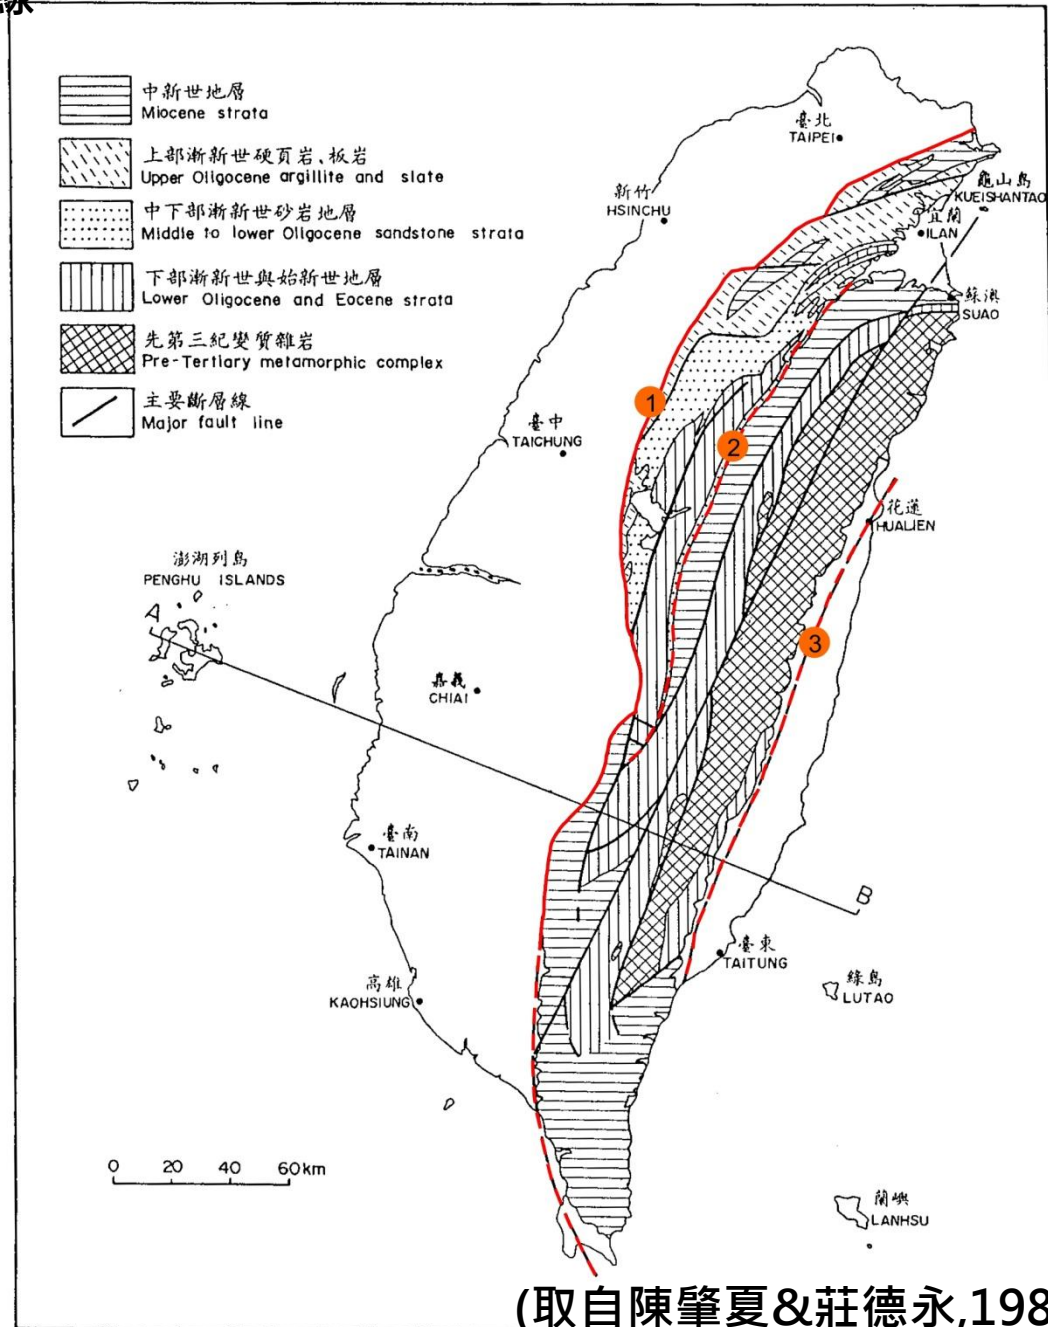 線
中新世地層
Miocene strata
上部漸新世硬頁岩、板岩
Upper Oligocene argillite and slate
中下部漸新世砂岩地層
Middle to lower Oligocene sandstone strata
下部漸新世與始新世地層
Lower Oligocene and Eocene strata
先第三紀變質雜岩
Pre-Tertiary metamorphic complex
主要斷層線
Major fault line
臺北
TAIPEI
新竹
HSINCHU
龜山島
KUEISHANTAO
宜蘭
ILAN
蘇澳
SUAO
1
臺中
TAICHUNG
2
花蓮
HUALIEN
澎湖列島
PENGHU ISLANDS
A
3
嘉義
CHIAI
臺南
TAINAN
B
臺東
TAITUNG
高雄
KAOHSIUNG
綠島
LUTAO
0 20 40 60km
蘭嶼
LANHSU
(取自陳肇夏&莊德永,198